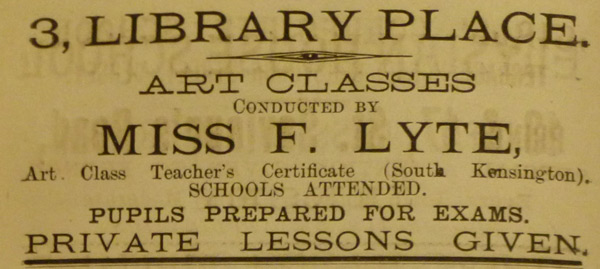 3, LIBRARY PLACE.
ART CLASSES
CONDUCTED BY
MISS F. LYTE,
Art Class Teacher's Certificate (South Kensington).
SCHOOLS ATTENDED.
PUPILS PREPARED FOR EXAMS.
PRIVATE LESSONS GIVEN.